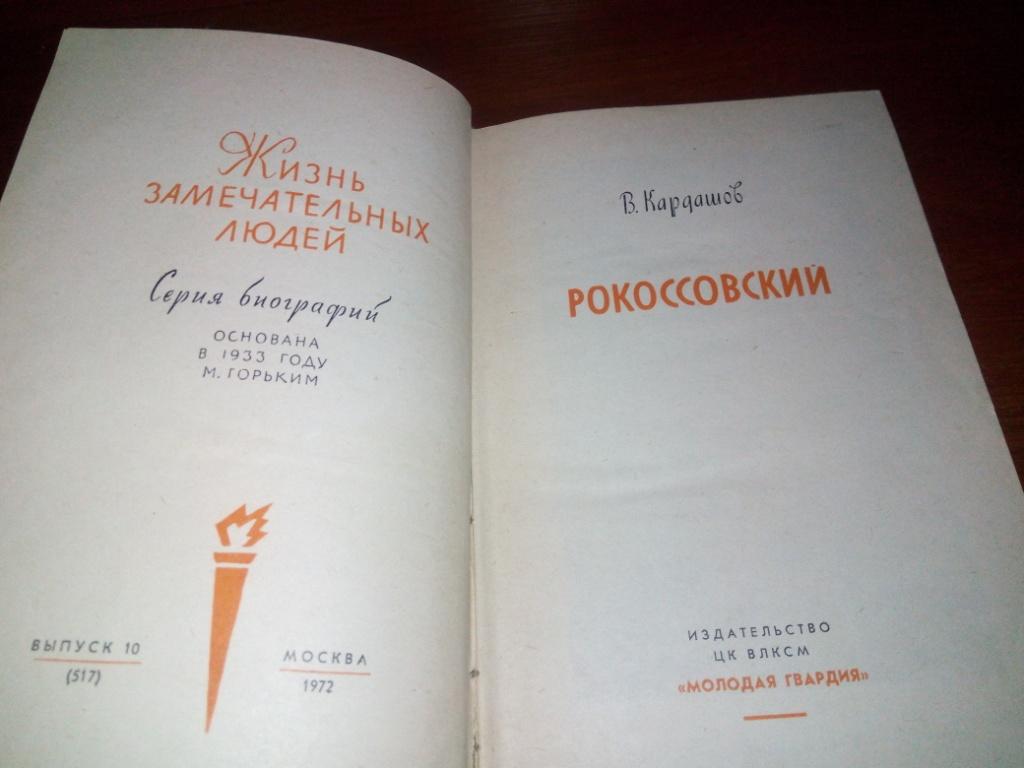 Жизнь
ЗАМЕЧАТЕЛЬНЫХ
ЛЮДЕЙ
Серия биографий
ОСНОВАНА
В 1933 ГОДУ
М. ГОРЬКИМ
ВЫПУСК 10
(517)
МОСКВА
1972
В. Кардашов
РОКОССОВСКИЙ
ИЗДАТЕЛЬСТВО
ЦК ВЛКСМ
«МОЛОДАЯ ГВАРДИЯ»